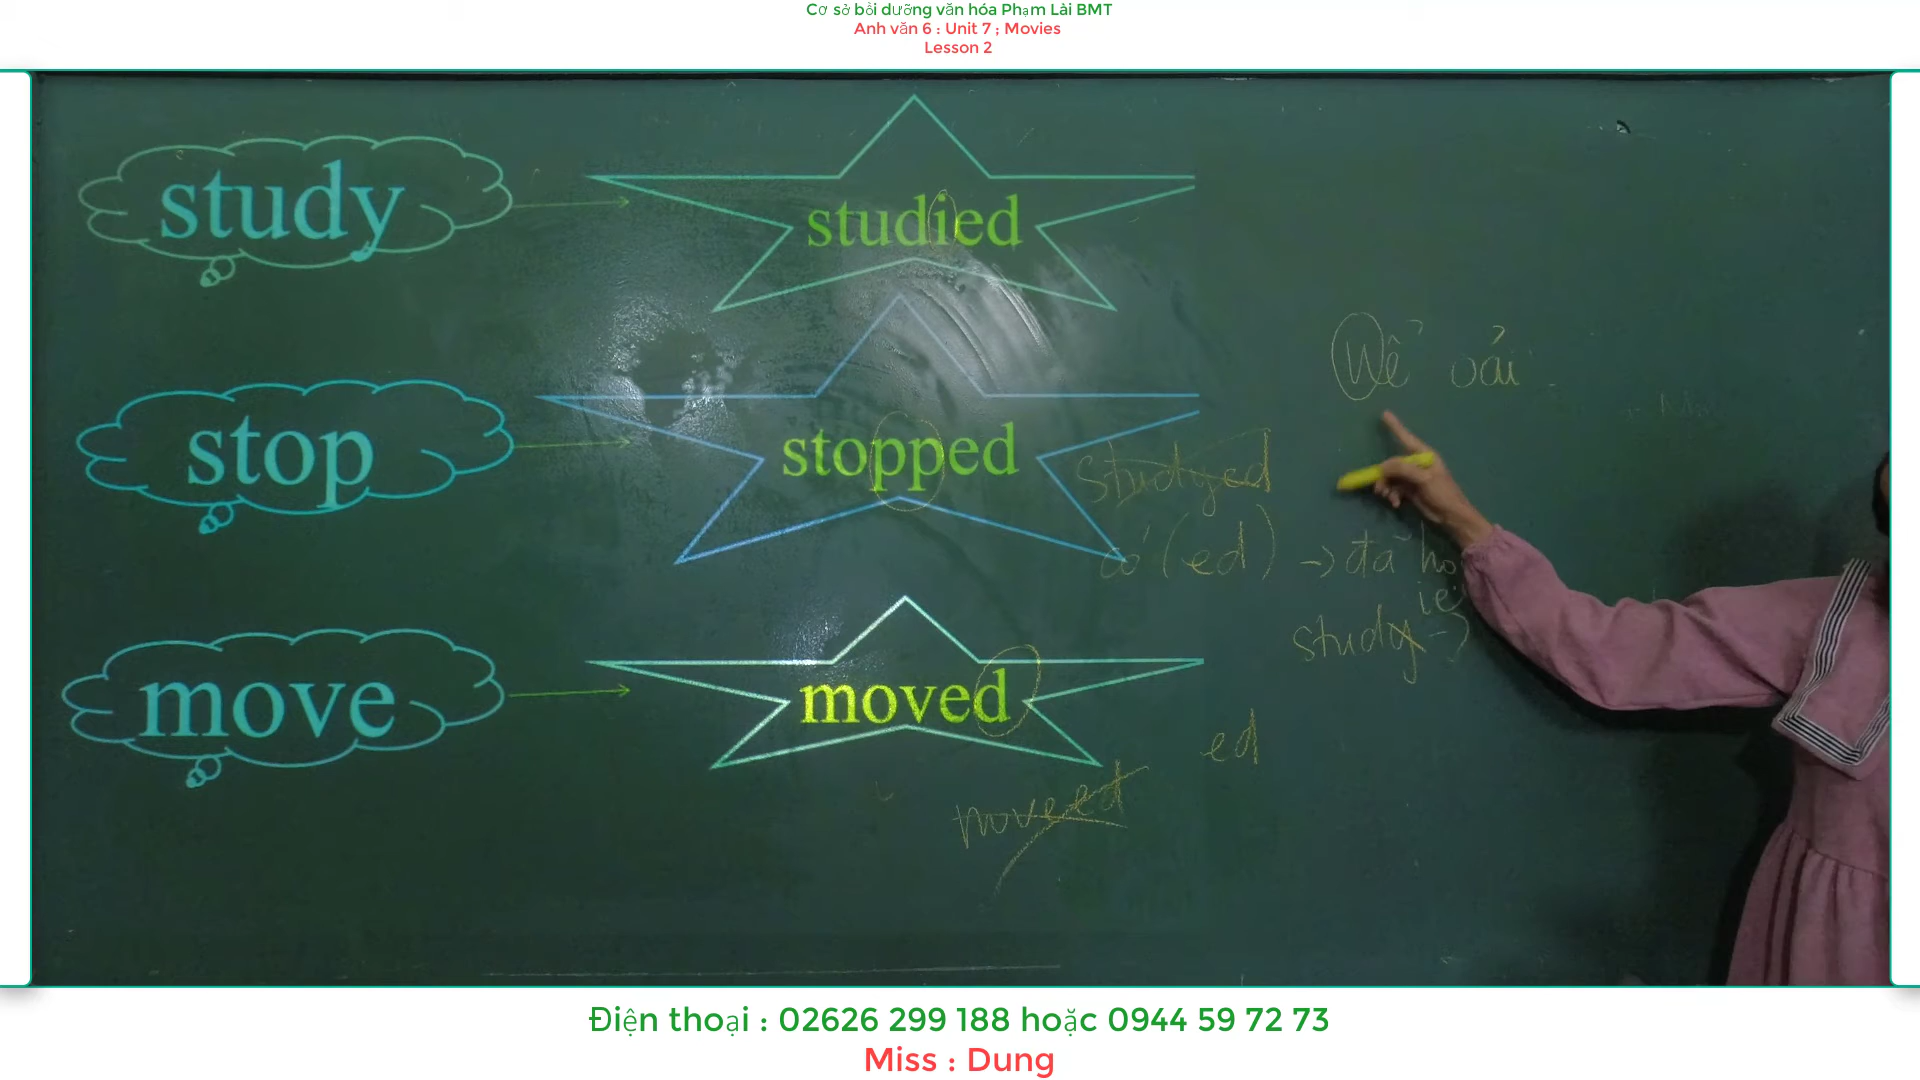 Cơ sở bồi dưỡng văn hóa Phạm Lài BMT
Anh văn 6 : Unit 7 ; Movies
Lesson 2
study
studied
stop
stopped
Studyed
có (ed) → đã
ie
study →
move
moved
ed
moveed
Điện thoại : 02626 299 188 hoặc 0944 59 72 73
Miss : Dung